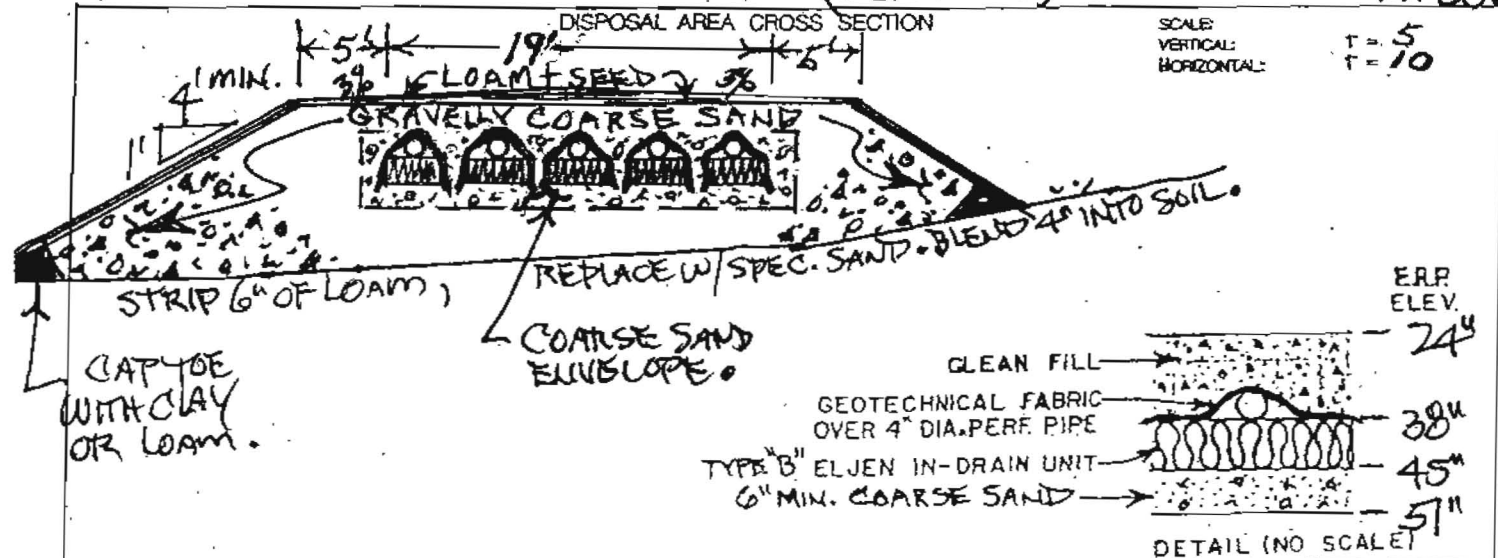 DISPOSAL AREA CROSS SECTION
SCALE:
VERTICAL: 1" = 5
HORIZONTAL: 1" = 10
5' 19' 5'
1' MIN. 3% LOAM + SEED 3%
4
1'
GRAVELLY COARSE SAND
STRIP 6" OF LOAM, REPLACE W/ SPEC. SAND. BLEND 4" INTO SOIL.
COARSE SAND
ENVELOPE.
CAP TOE
WITH CLAY
OR LOAM.
E.R.P.
ELEV.
CLEAN FILL 24"
GEOTECHNICAL FABRIC
OVER 4" DIA. PERF. PIPE 38"
TYPE "B" ELJEN IN-DRAIN UNIT 45"
6" MIN. COARSE SAND 51"
DETAIL (NO SCALE)